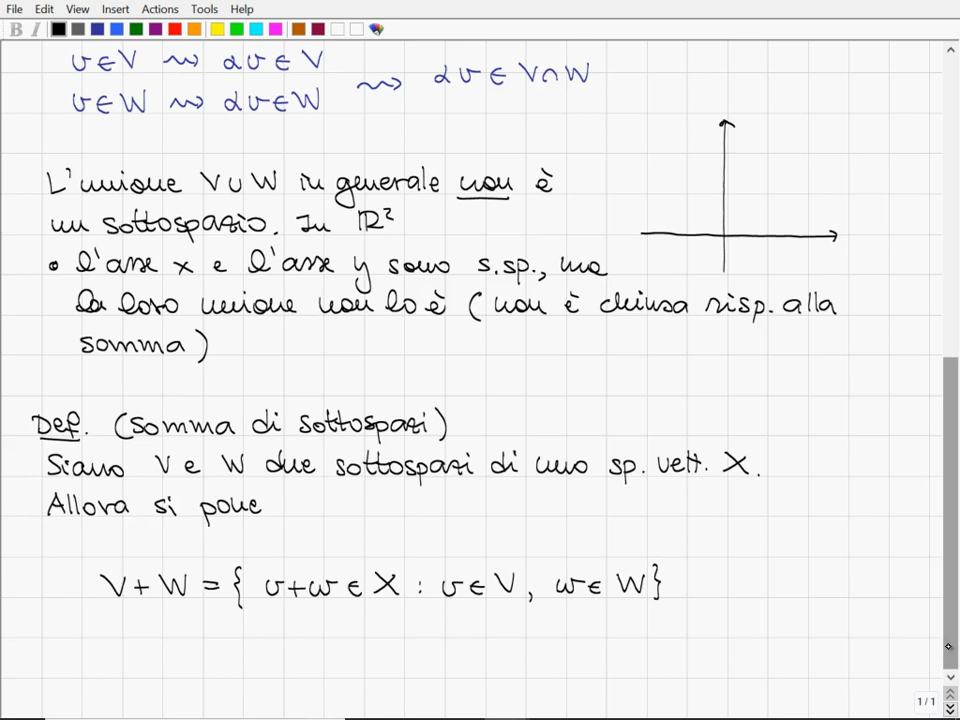 File Edit View Insert Actions Tools Help
B I
v ∈ V ⇝ αv ∈ V
v ∈ W ⇝ αv ∈ W
⇝ αv ∈ V∩W
L'unione V∪W in generale non è
un sottospazio. In ℝ²
• l'asse x e l'asse y sono s.sp., ma
la loro unione non lo è (non è chiusa risp. alla
somma)
Def. (somma di sottospazi)
Siano V e W due sottospazi di uno sp. vett. X.
Allora si pone
V+W = { v+w ∈ X : v ∈ V, w ∈ W}
1/1